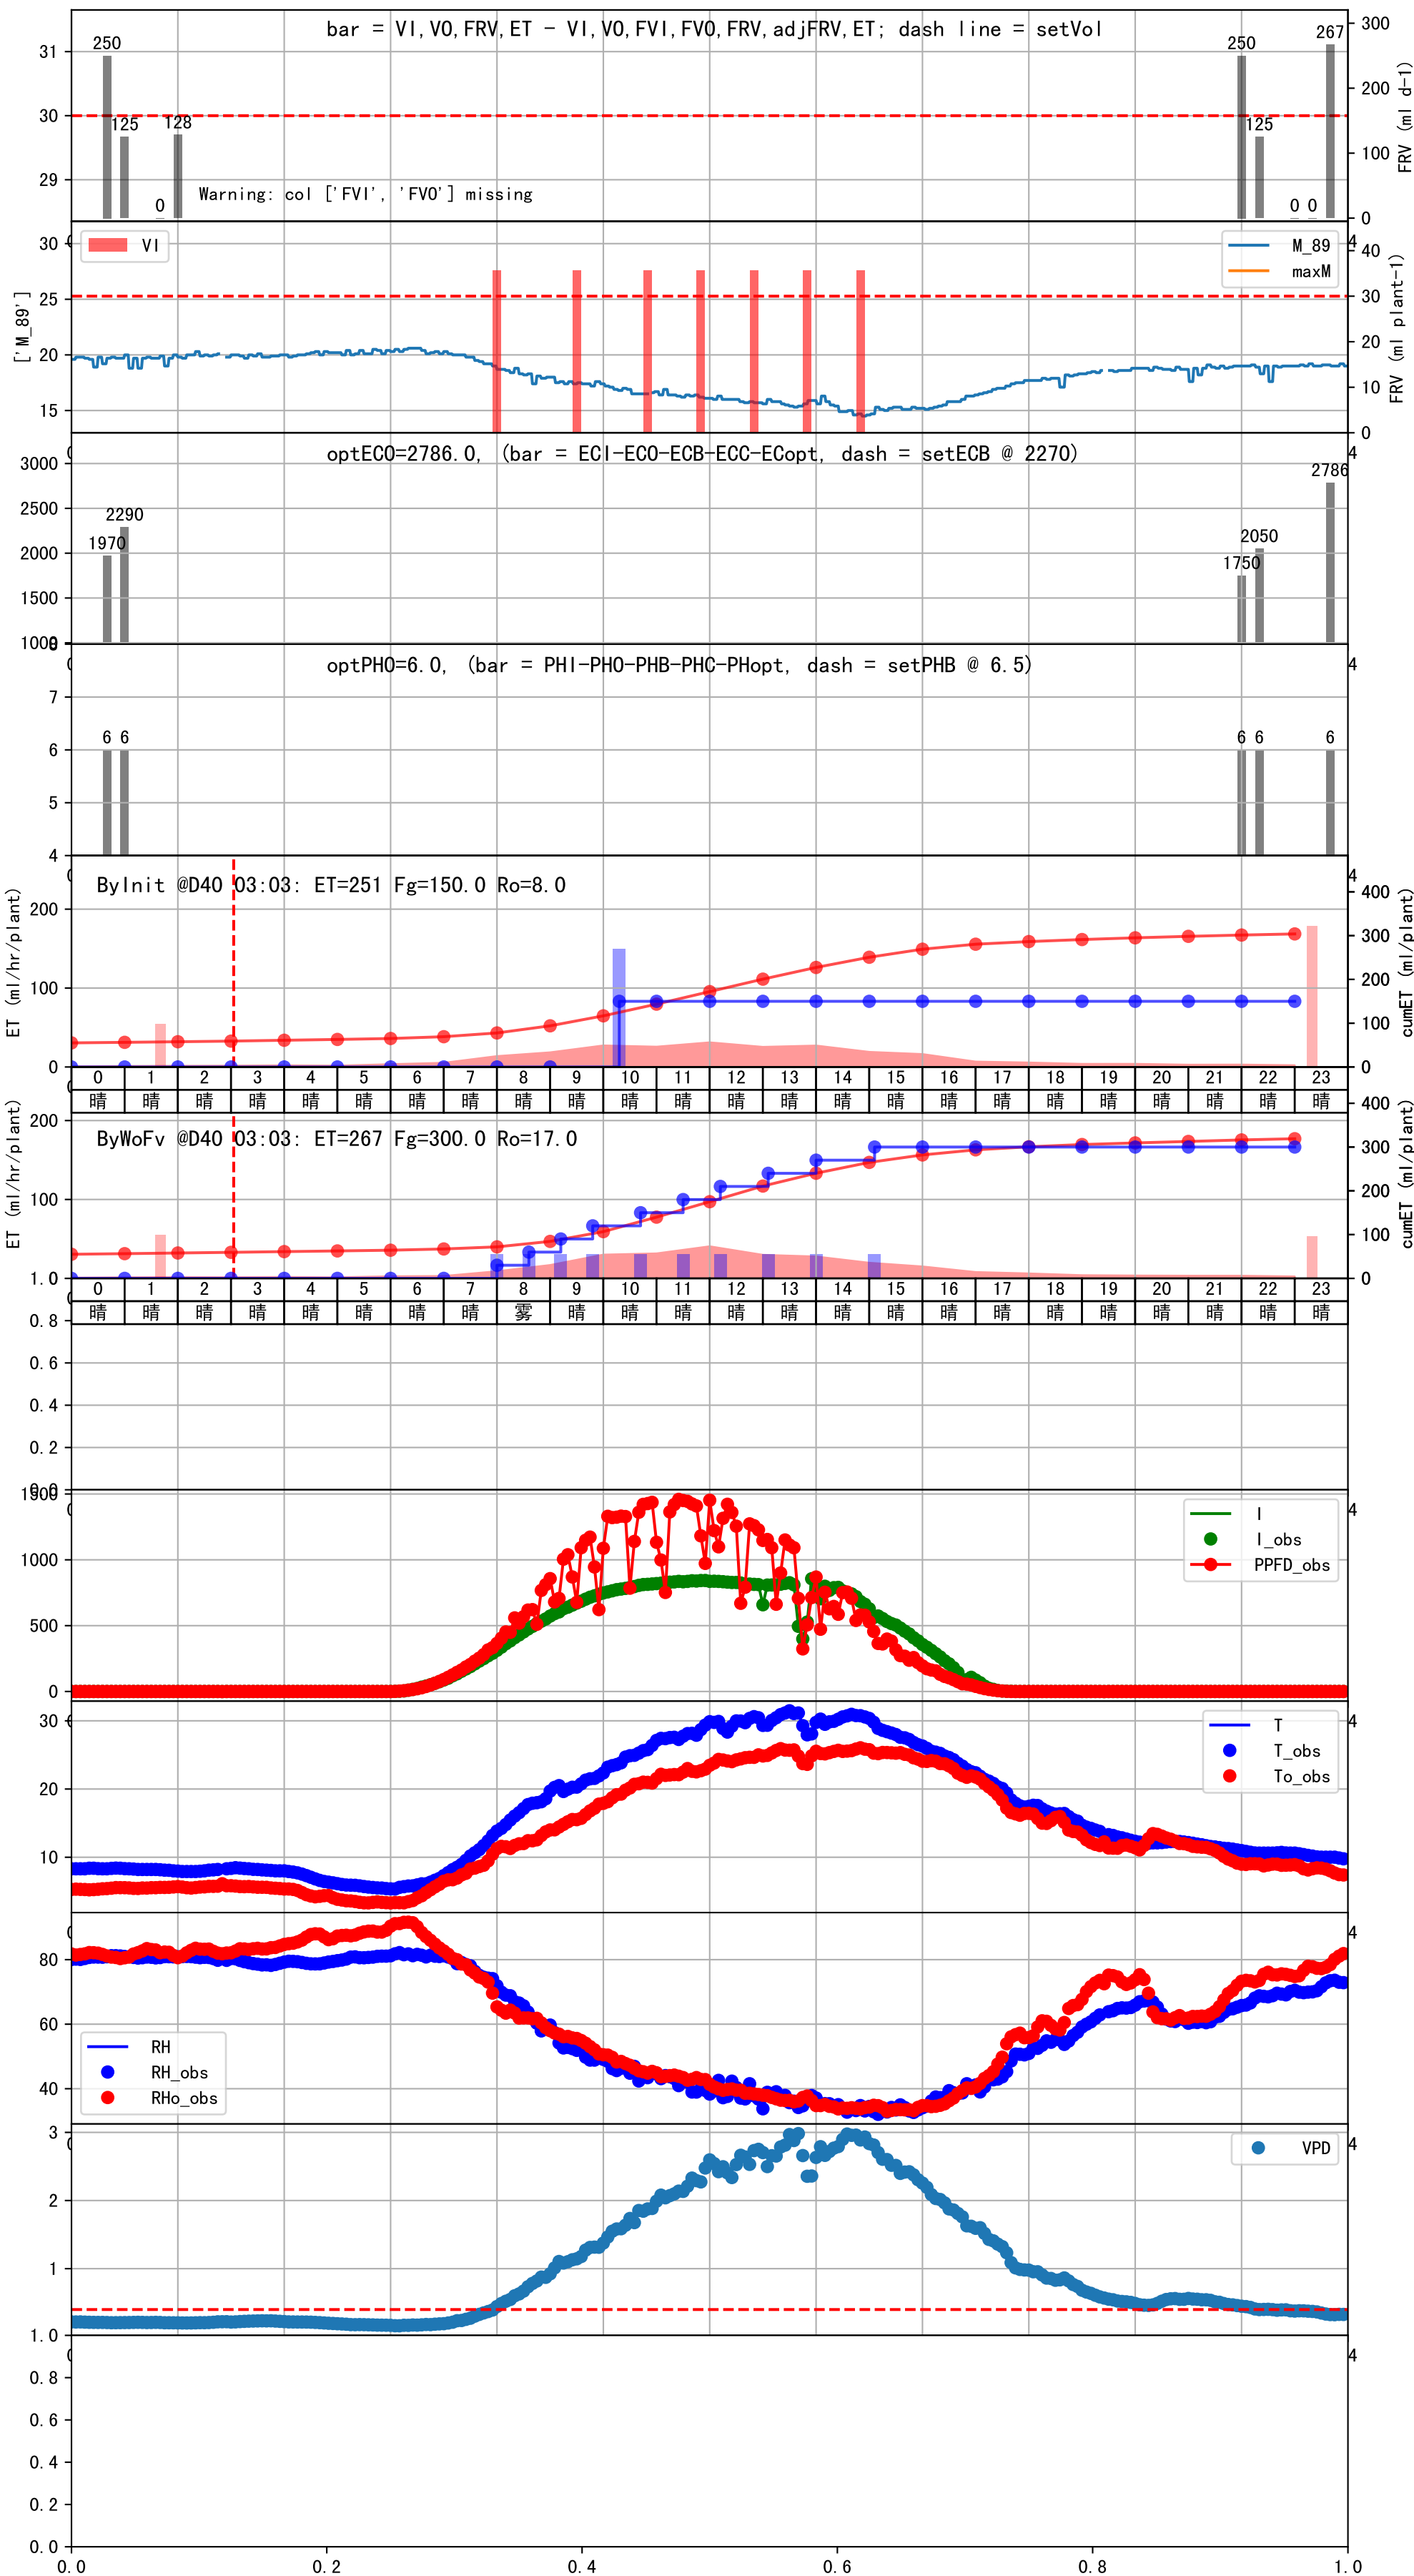 bar = VI,VO,FRV,ET - VI,VO,FVI,FVO,FRV,adjFRV,ET; dash line = setVol
31
30
29
250
125
0
128
Warning: col ['FVI', 'FVO'] missing
250
125
0 0
267
300
200
100
0
FRV (ml d-1)
['M_89']
30
25
20
15
VI
M_89
maxM
40
30
20
10
0
FRV (ml plant-1)
optECO=2786.0, (bar = ECI-ECO-ECB-ECC-ECopt, dash = setECB @ 2270)
3000
2500
2000
1500
1000
1970
2290
1750
2050
2786
optPHO=6.0, (bar = PHI-PHO-PHB-PHC-PHopt, dash = setPHB @ 6.5)
7
6
5
4
6 6
6 6
6
ByInit @D40 03:03: ET=251 Fg=150.0 Ro=8.0
ET (ml/hr/plant)
200
100
0
400
300
200
100
0
cumET (ml/plant)
0 1 2 3 4 5 6 7 8 9 10 11 12 13 14 15 16 17 18 19 20 21 22 23
晴 晴 晴 晴 晴 晴 晴 晴 晴 晴 晴 晴 晴 晴 晴 晴 晴 晴 晴 晴 晴 晴 晴 晴
ByWoFv @D40 03:03: ET=267 Fg=300.0 Ro=17.0
ET (ml/hr/plant)
200
100
400
300
200
100
0
cumET (ml/plant)
0 1 2 3 4 5 6 7 8 9 10 11 12 13 14 15 16 17 18 19 20 21 22 23
晴 晴 晴 晴 晴 晴 晴 晴 雾 晴 晴 晴 晴 晴 晴 晴 晴 晴 晴 晴 晴 晴 晴 晴
1.0
0.8
0.6
0.4
0.2
0.0
1500
1000
500
0
I
I_obs
PPFD_obs
30
20
10
T
T_obs
To_obs
80
60
40
RH
RH_obs
RHo_obs
3
2
1
VPD
1.0
0.8
0.6
0.4
0.2
0.0
0.0 0.2 0.4 0.6 0.8 1.0